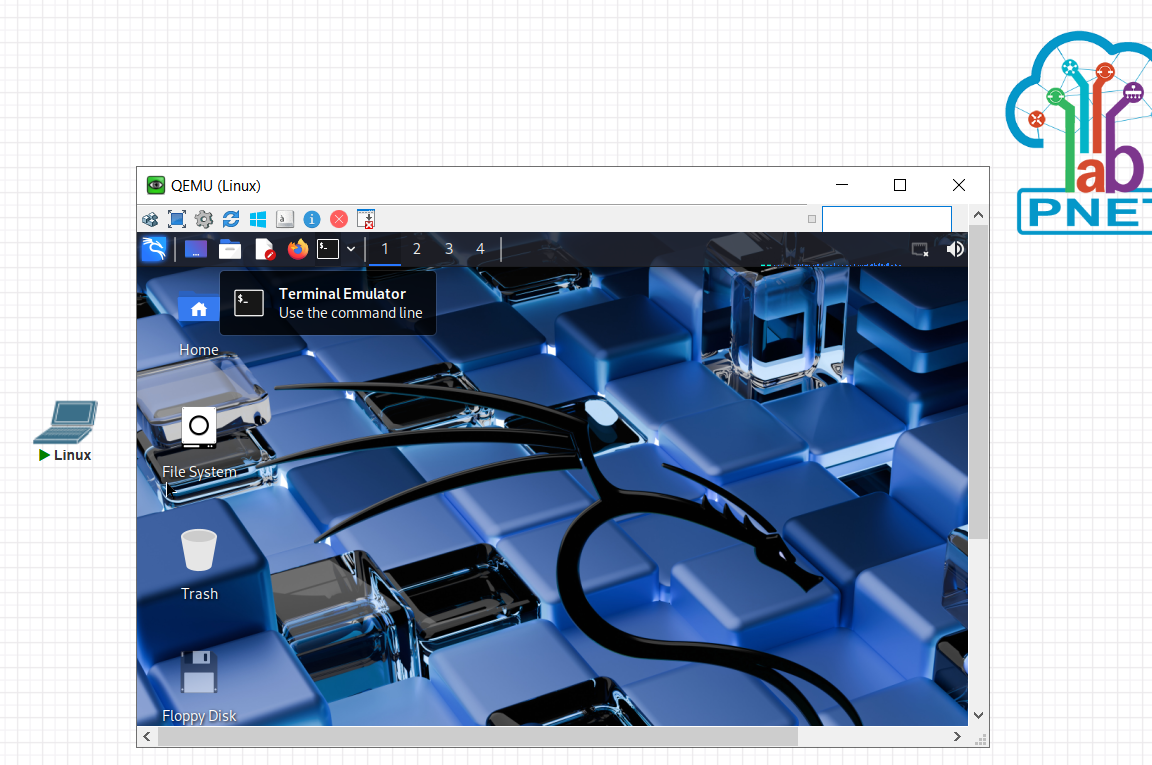 QEMU (Linux)
1 2 3 4
Terminal Emulator
Use the command line
Home
File System
Trash
Floppy Disk
Linux
lab
PNET